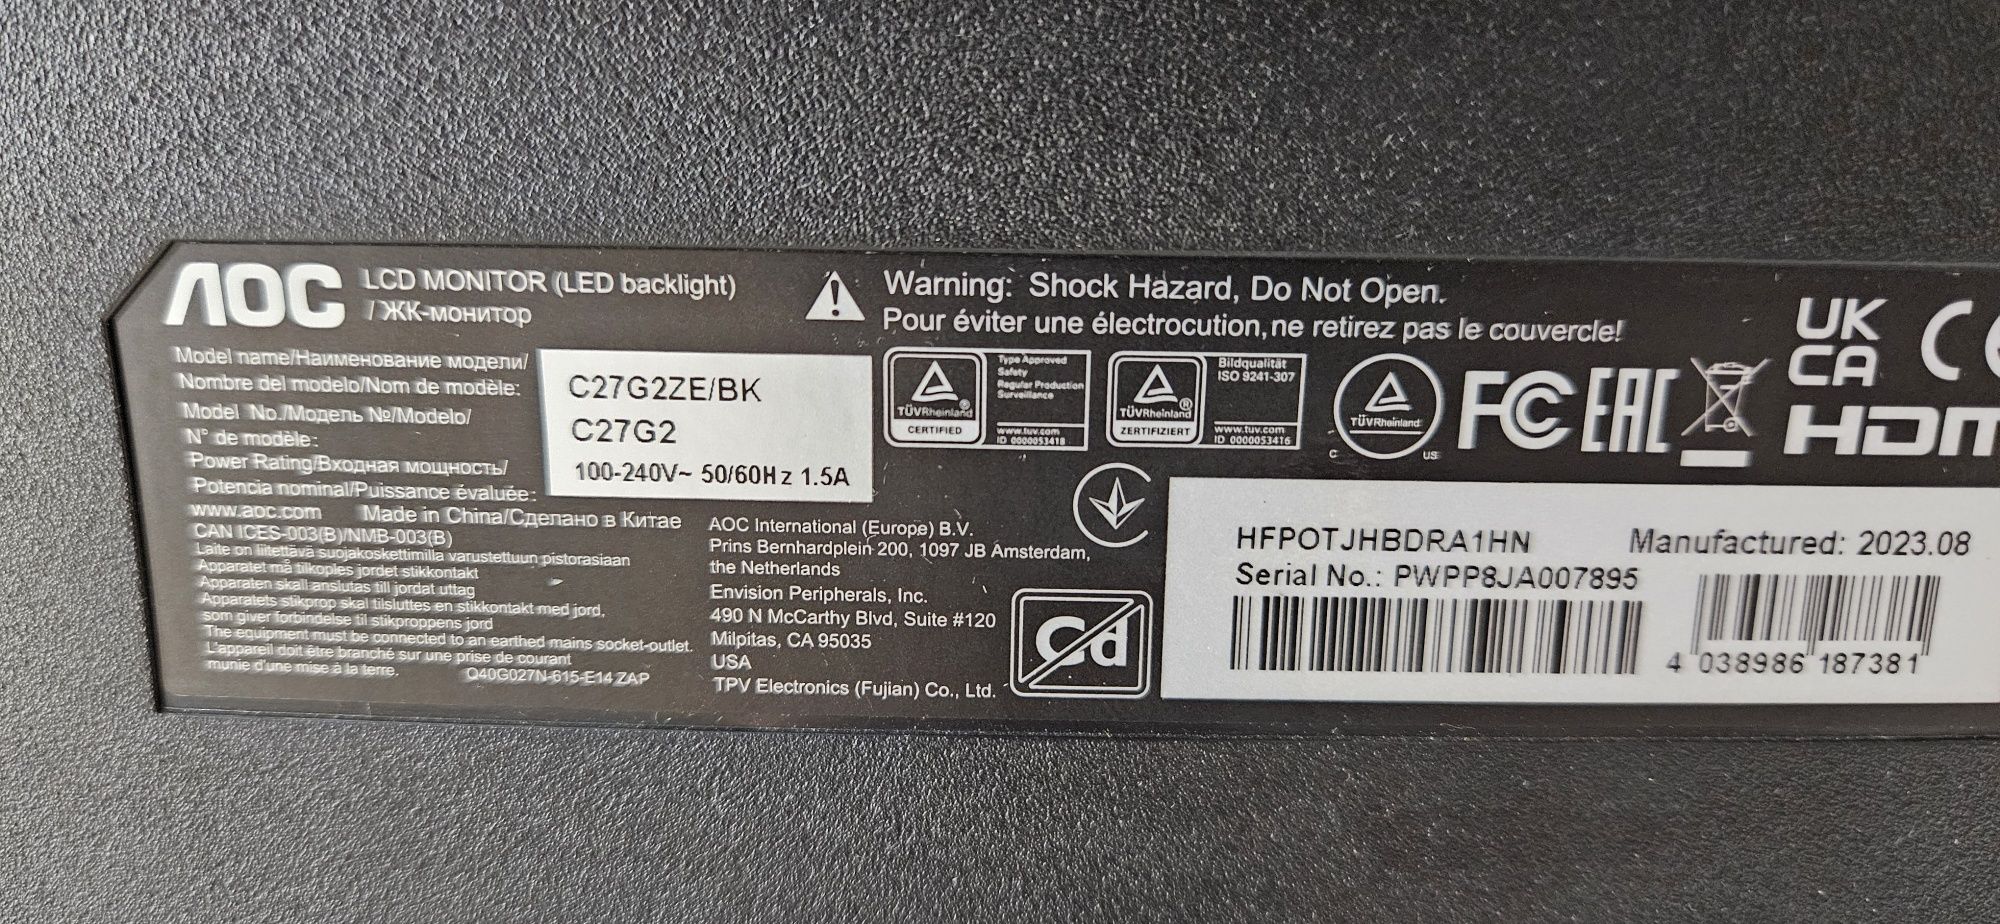 AOC LCD MONITOR (LED backlight)
/ ЖК-монитор
Model name/Наименование модели/
Nombre del modelo/Nom de modèle:
C27G2ZE/BK
Model No./Модель №/Modelo/
N° de modèle:
C27G2
Power Rating/Входная мощность/
Potencia nominal/Puissance évaluée:
100-240V~ 50/60Hz 1.5A
www.aoc.com Made in China/Сделано в Китае
CAN ICES-003(B)/NMB-003(B)
Laite on liitettävä suojakoskettimilla varustettuun pistorasiaan
Apparatet må tilkoples jordet stikkontakt
Apparaten skall anslutas till jordat uttag
Apparatets stikprop skal tilsluttes en stikkontakt med jord,
som giver forbindelse til stikproppens jord
The equipment must be connected to an earthed mains socket-outlet.
L'appareil doit être branché sur une prise de courant
munie d'une mise à la terre.
Q40G027N-615-E14 ZAP
AOC International (Europe) B.V.
Prins Bernhardplein 200, 1097 JB Amsterdam,
the Netherlands
Envision Peripherals, Inc.
490 N McCarthy Blvd, Suite #120
Milpitas, CA 95035
USA
TPV Electronics (Fujian) Co., Ltd.
Warning: Shock Hazard, Do Not Open.
Pour éviter une électrocution, ne retirez pas le couvercle!
TÜVRheinland
CERTIFIED
Type Approved
Safety
Regular Production
Surveillance
www.tuv.com
ID 0000053418
TÜVRheinland
ZERTIFIZIERT
Bildqualität
ISO 9241-307
www.tuv.com
ID 0000053416
TÜVRheinland
C US
FC
EAC
UK
CA
CE
HDM
Cd
HFPOTJHBDRA1HN
Manufactured: 2023.08
Serial No.: PWPP8JA007895
4 038986 187381